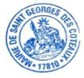 MAIRIE DE SAINT GEORGES DES COTEAUX
• 17810 •